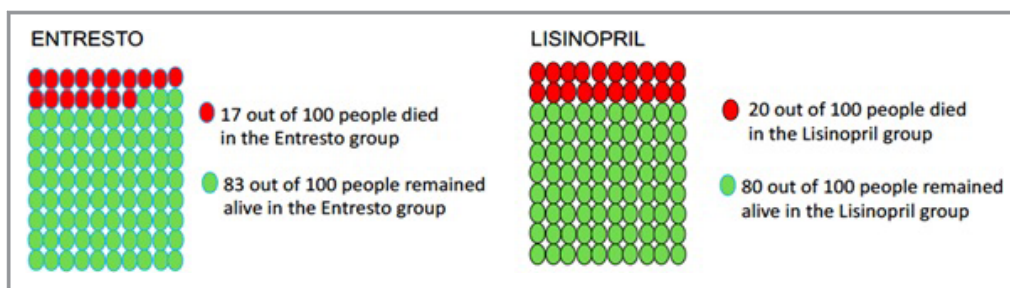 ENTRESTO
17 out of 100 people died
in the Entresto group
83 out of 100 people remained
alive in the Entresto group
LISINOPRIL
20 out of 100 people died
in the Lisinopril group
80 out of 100 people remained
alive in the Lisinopril group